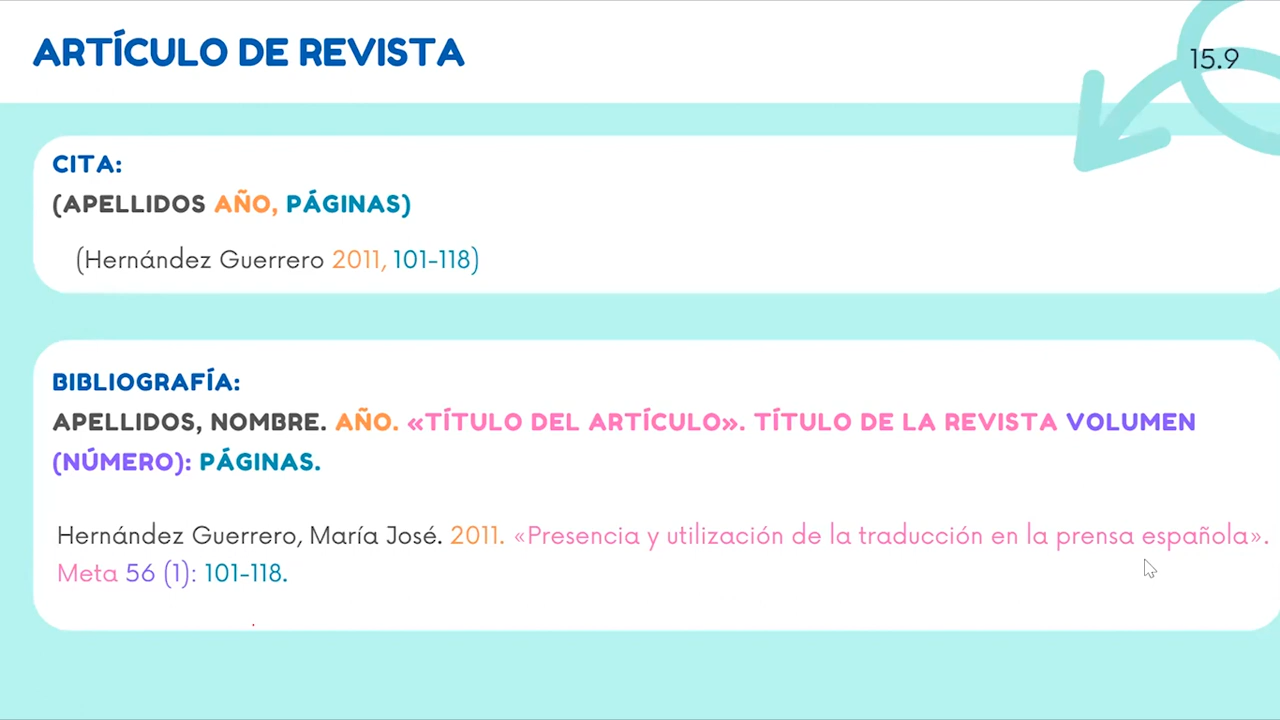 ARTÍCULO DE REVISTA
15.9
CITA:
(APELLIDOS AÑO, PÁGINAS)
(Hernández Guerrero 2011, 101-118)
BIBLIOGRAFÍA:
APELLIDOS, NOMBRE. AÑO. «TÍTULO DEL ARTÍCULO». TÍTULO DE LA REVISTA VOLUMEN
(NÚMERO): PÁGINAS.
Hernández Guerrero, María José. 2011. «Presencia y utilización de la traducción en la prensa española».
Meta 56 (1): 101-118.